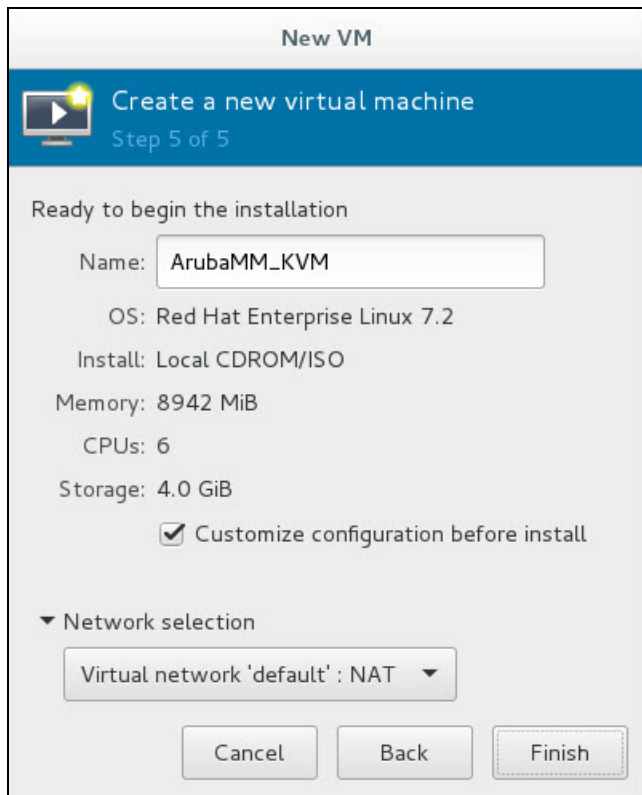 New VM
Create a new virtual machine
Step 5 of 5
Ready to begin the installation
Name: ArubaMM_KVM
OS: Red Hat Enterprise Linux 7.2
Install: Local CDROM/ISO
Memory: 8942 MiB
CPUs: 6
Storage: 4.0 GiB
Customize configuration before install
Network selection
Virtual network 'default' : NAT
Cancel Back Finish